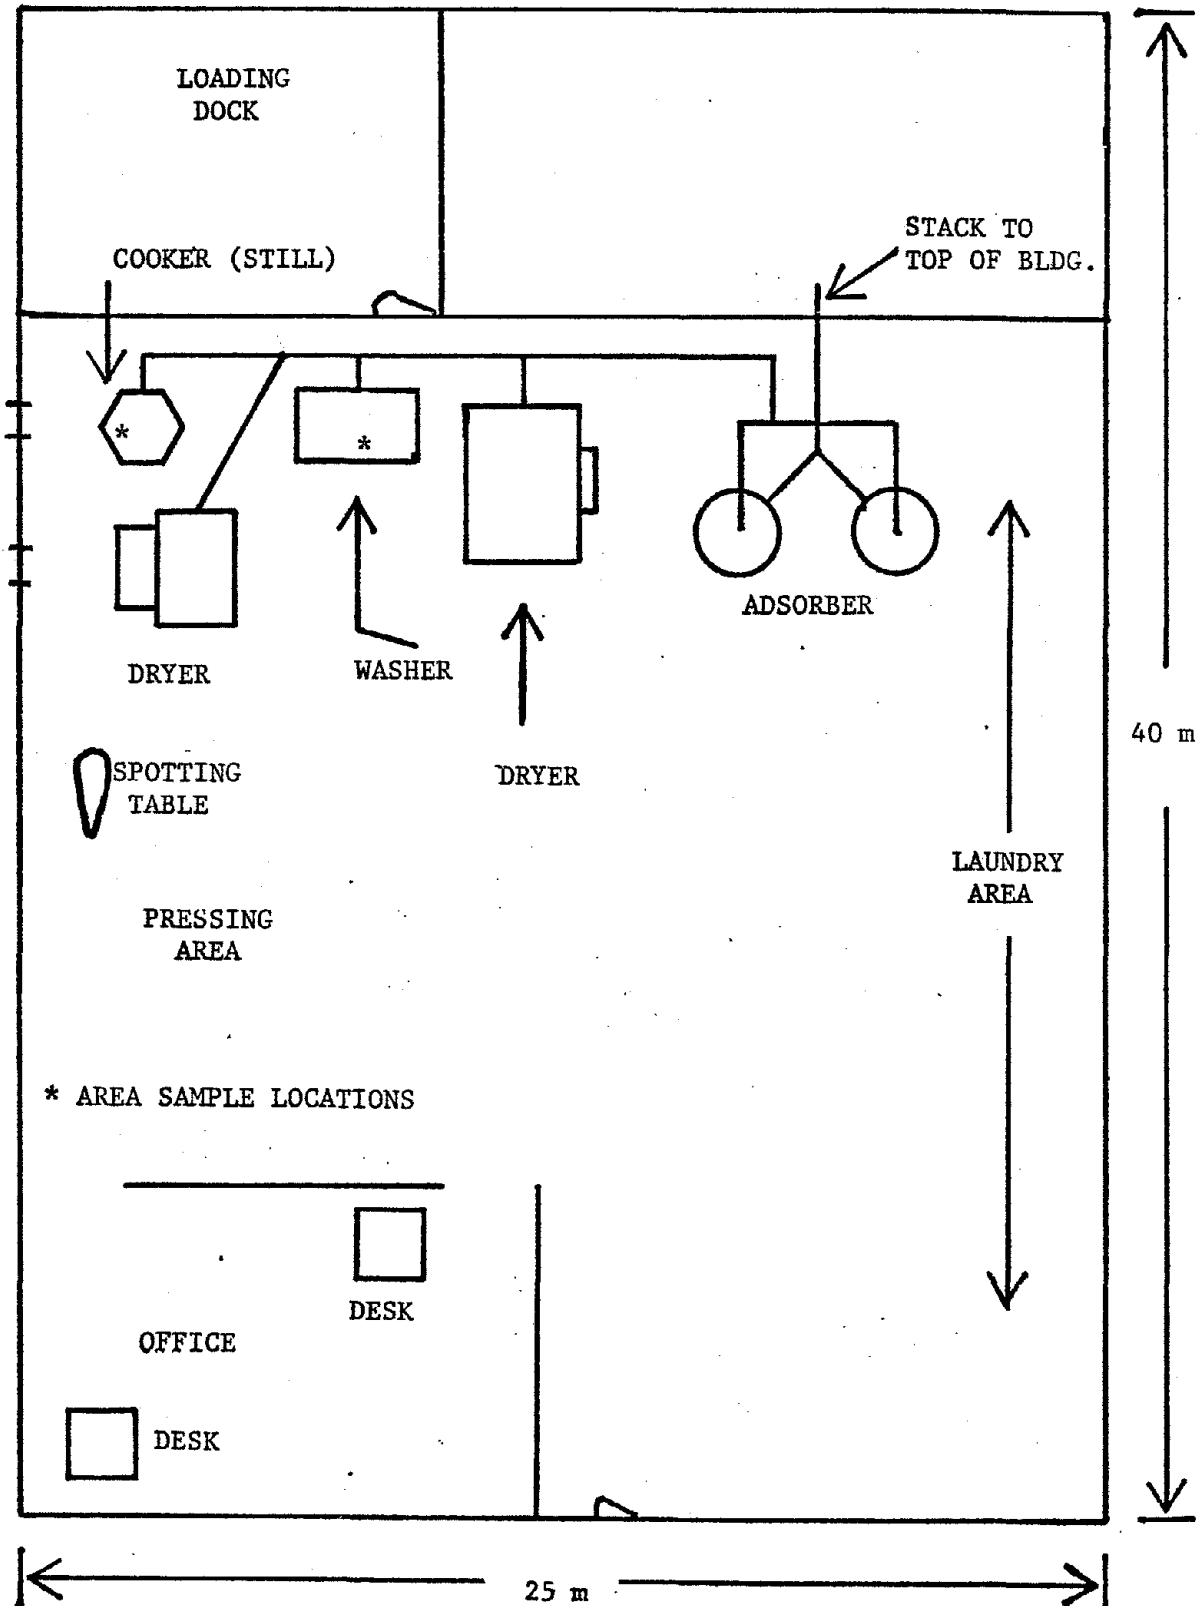 LOADING
DOCK
STACK TO
TOP OF BLDG.
COOKER (STILL)
*
*
ADSORBER
DRYER
WASHER
40 m
SPOTTING
TABLE
DRYER
LAUNDRY
AREA
PRESSING
AREA
* AREA SAMPLE LOCATIONS
DESK
OFFICE
DESK
25 m